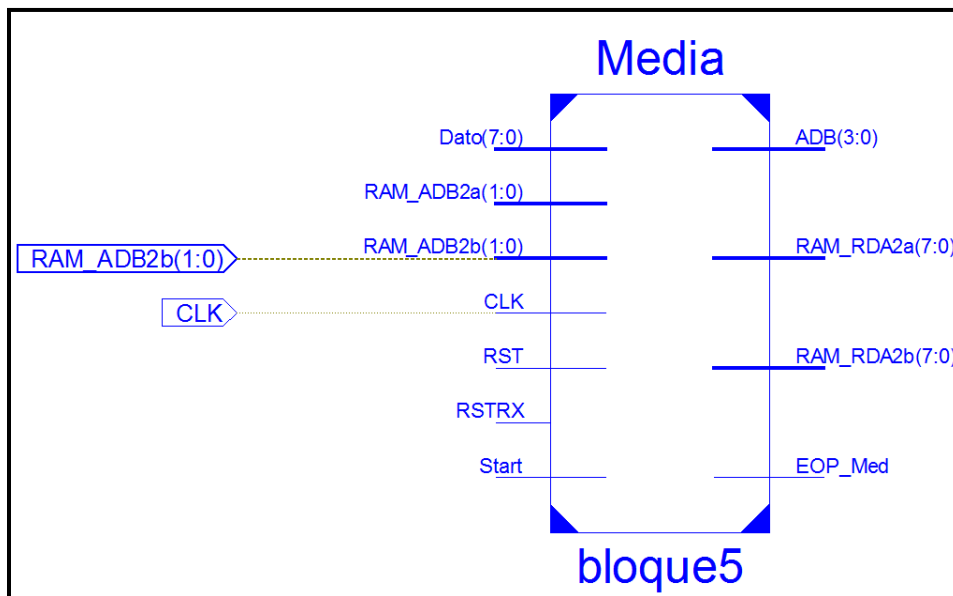 Media
Dato(7:0)
ADB(3:0)
RAM_ADB2a(1:0)
RAM_ADB2b(1:0)
RAM_ADB2b(1:0)
RAM_RDA2a(7:0)
CLK
CLK
RST
RAM_RDA2b(7:0)
RSTRX
Start
EOP_Med
bloque5